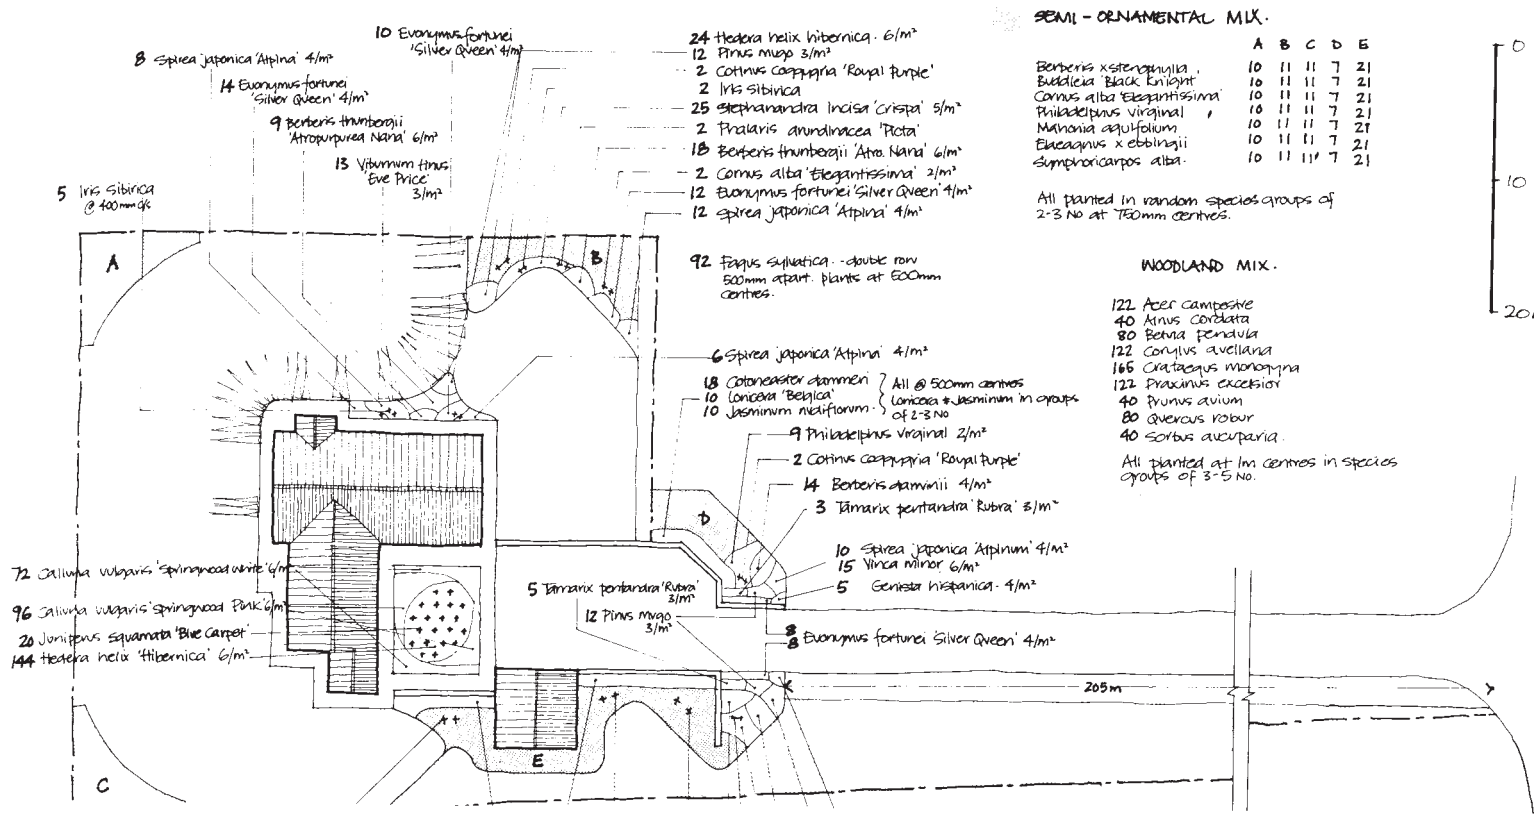 10 Evonymus fortunei
'Silver Queen' 4/m²
8 Spirea japonica 'Alpina' 4/m²
14 Euonymus fortunei
'Silver Queen' 4/m²
9 Berberis thunbergii
'Atropurpurea Nana' 6/m²
13 Viburnum tinus
'Eve Price'
3/m²
5 Iris Sibirica
@ 400mm c/s
24 Hedera helix hibernica. 6/m²
12 Pinus mugo 3/m²
2 Cotinus Coggygria 'Royal Purple'
2 Iris Sibirica
25 Stephanandra Incisa 'Crispa' 5/m²
2 Phalaris arundinacea 'Picta'
18 Berberis thunbergii 'Atro. Nana' 6/m²
2 Cornus alba 'Elegantissima' 2/m²
12 Euonymus fortunei 'Silver Queen' 4/m²
12 Spirea japonica 'Alpina' 4/m²
92 Fagus sylvatica. - double row
500mm apart. plants at 500mm
centres.
6 Spirea japonica 'Alpina' 4/m²
18 Cotoneaster dammeri
10 Lonicera 'Belgica'
10 Jasminum nudiflorum.
All @ 500mm centres
Lonicera & Jasminum in groups
of 2-3 No
9 Philadelphus Virginal 2/m²
2 Cotinus Coggygria 'Royal Purple'
14 Berberis darwinii 4/m²
3 Tamarix pentandra 'Rubra' 3/m²
10 Spirea japonica 'Alpinum' 4/m²
15 Vinca minor 6/m²
5 Genista hispanica. 4/m²
5 Tamarix pentandra 'Rubra'
3/m²
12 Pinus Mugo
3/m²
8
8 Evonymus fortunei 'Silver Queen' 4/m²
72 Calluna vulgaris 'Springwood White' 6/m²
96 Calluna vulgaris 'Springwood Pink' 6/m²
20 Juniperus squamata 'Blue Carpet'
144 Hedera helix 'Hibernica' 6/m²
A
B
C
D
E
205m
SEMI - ORNAMENTAL MIX.
A B C D E
Berberis x stenophylla 10 11 11 7 21
Buddleia 'Black Knight' 10 11 11 7 21
Cornus alba 'Elegantissima' 10 11 11 7 21
Philadelphus virginal 10 11 11 7 21
Mahonia aquifolium 10 11 11 7 21
Elaeagnus x ebbingii 10 11 11 7 21
Symphoricarpos alba. 10 11 11 7 21
All planted in random species groups of
2-3 No at 750mm centres.
WOODLAND MIX.
122 Acer campestre
40 Alnus Cordata
80 Betula pendula
122 Corylus avellana
165 Crataegus monogyna
122 Fraxinus excelsior
40 Prunus avium
80 Quercus robur
40 Sorbus aucuparia.
All planted at 1m centres in species
groups of 3-5 No.
0
10
20